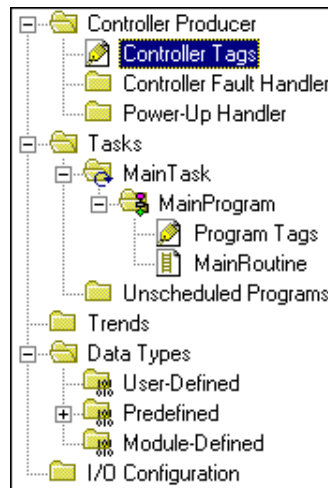 Controller Producer
Controller Tags
Controller Fault Handler
Power-Up Handler
Tasks
MainTask
MainProgram
Program Tags
MainRoutine
Unscheduled Programs
Trends
Data Types
User-Defined
Predefined
Module-Defined
I/O Configuration